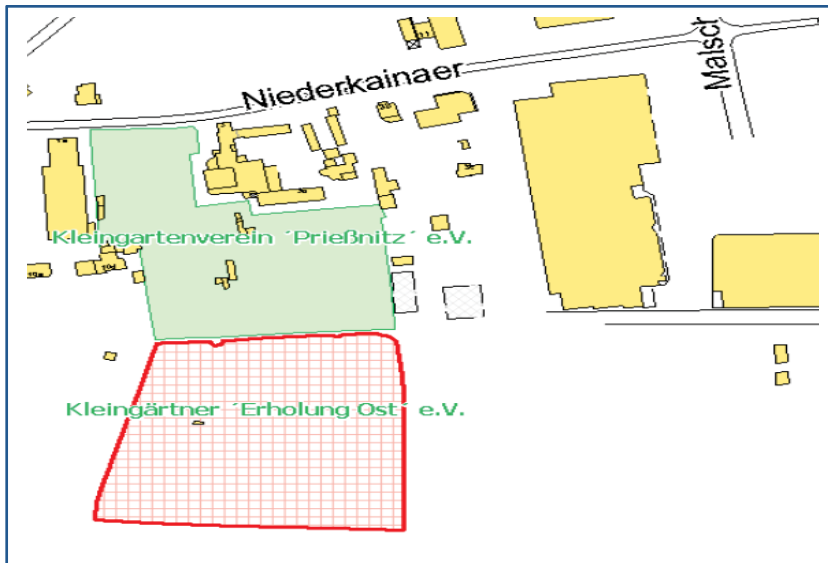 Niederkainaer
Malsch
Kleingartenverein ´Prießnitz´ e.V.
Kleingärtner ´Erholung Ost´ e.V.